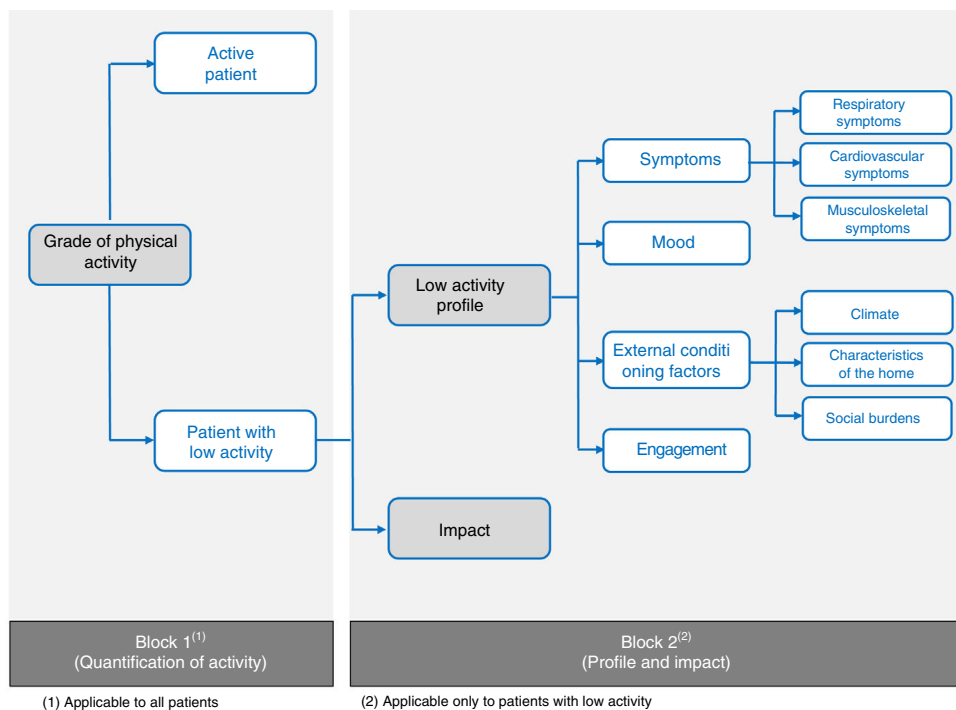 Active
patient
Grade of physical
activity
Patient with
low activity
Low activity
profile
Impact
Symptoms
Mood
External conditi
oning factors
Engagement
Respiratory
symptoms
Cardiovascular
symptoms
Musculoskeletal
symptoms
Climate
Characteristics
of the home
Social burdens
Block 1(1)
(Quantification of activity)
Block 2(2)
(Profile and impact)
(1) Applicable to all patients
(2) Applicable only to patients with low activity